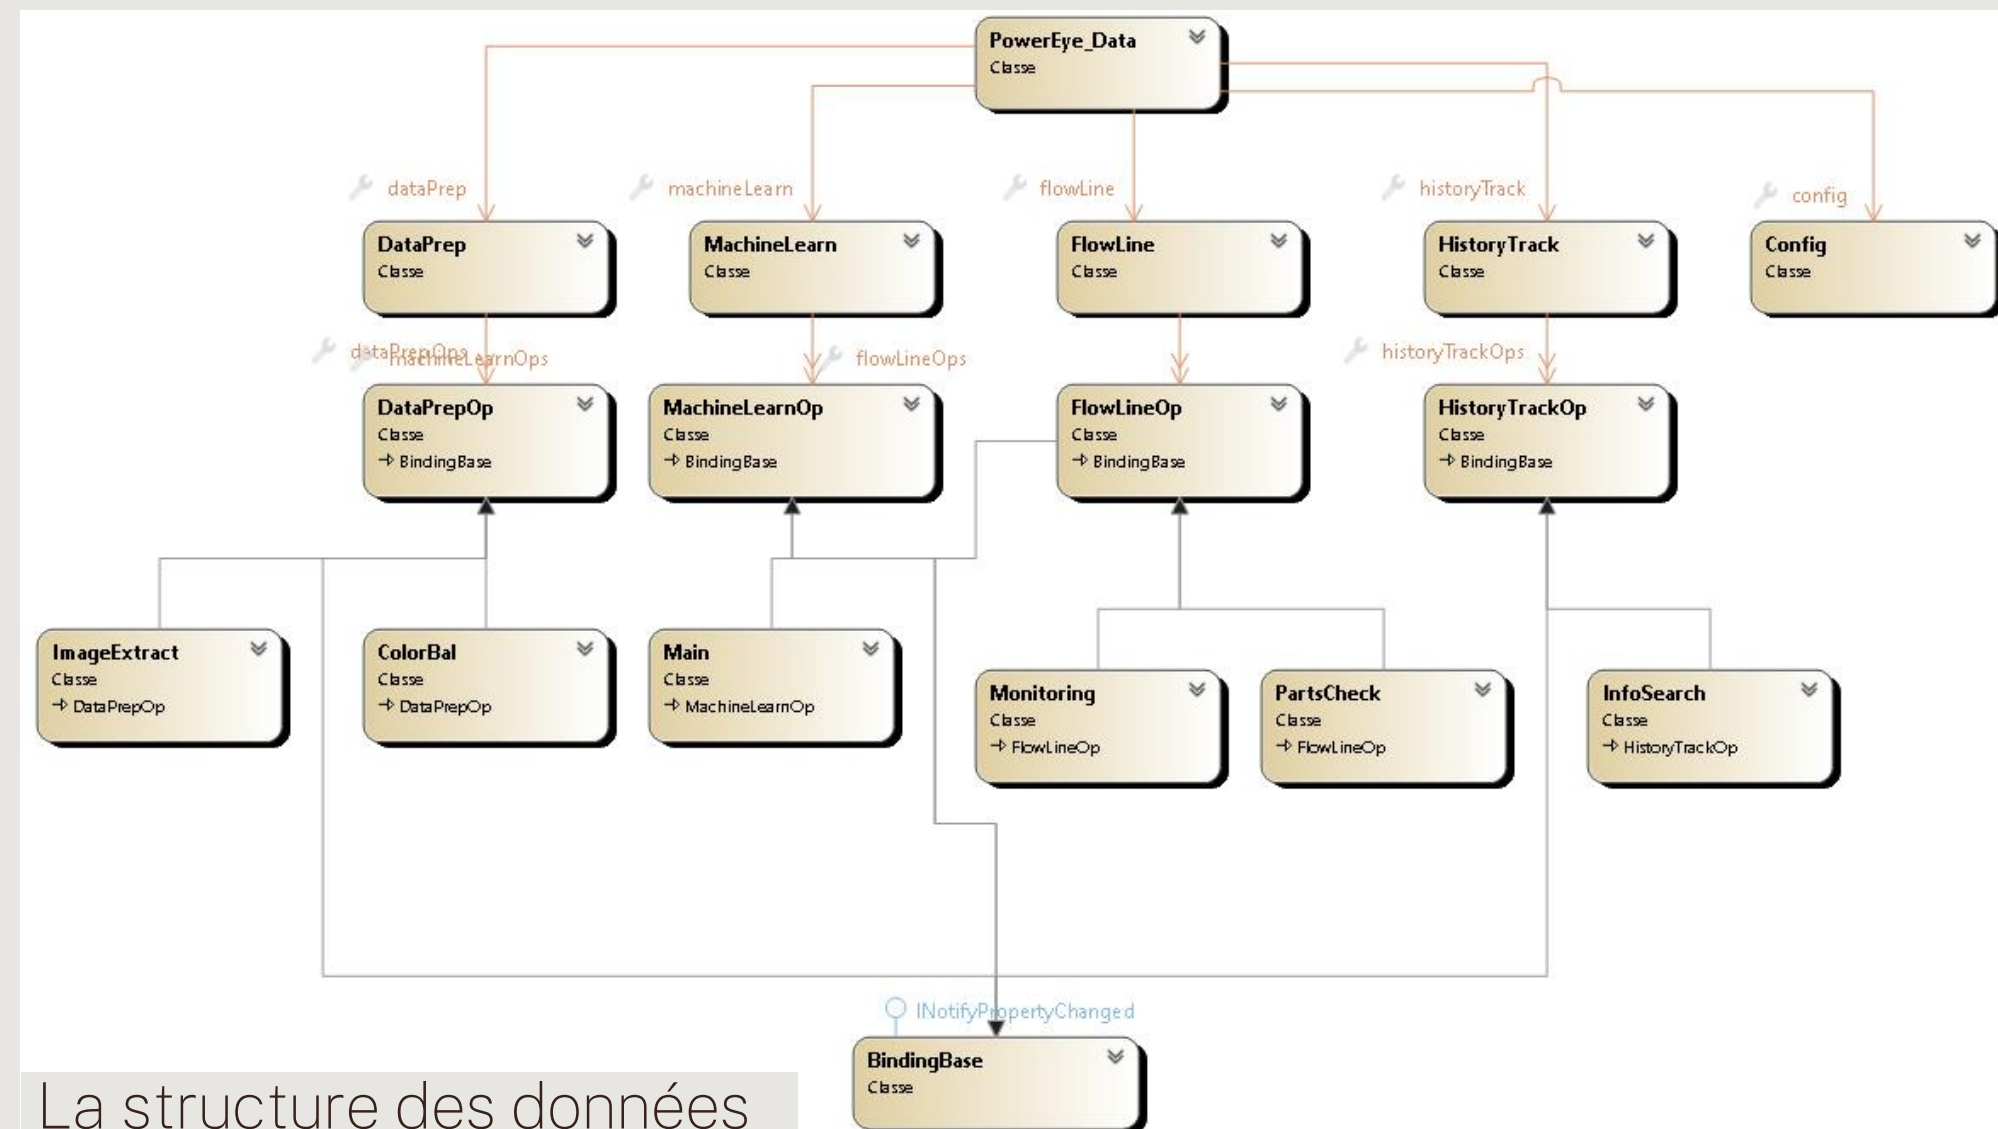 PowerEye_Data
Classe
dataPrep
machineLearn
flowLine
historyTrack
config
DataPrep
Classe
MachineLearn
Classe
FlowLine
Classe
HistoryTrack
Classe
Config
Classe
dataPrepOps
machineLearnOps
flowLineOps
historyTrackOps
DataPrepOp
Classe
BindingBase
MachineLearnOp
Classe
BindingBase
FlowLineOp
Classe
BindingBase
HistoryTrackOp
Classe
BindingBase
ImageExtract
Classe
DataPrepOp
ColorBal
Classe
DataPrepOp
Main
Classe
MachineLearnOp
Monitoring
Classe
FlowLineOp
PartsCheck
Classe
FlowLineOp
InfoSearch
Classe
HistoryTrackOp
INotifyPropertyChanged
BindingBase
Classe
La structure des données